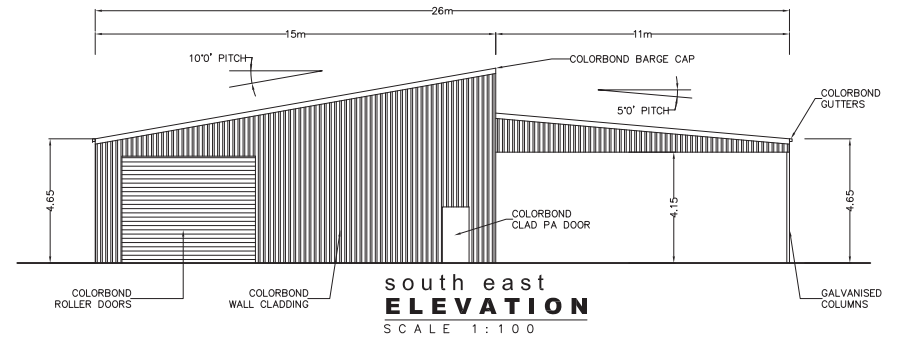 26m
15m
11m
10°0' PITCH
COLORBOND BARGE CAP
5°0' PITCH
COLORBOND
GUTTERS
4.65
4.15
4.65
COLORBOND
CLAD PA DOOR
COLORBOND
ROLLER DOORS
COLORBOND
WALL CLADDING
GALVANISED
COLUMNS
south east
ELEVATION
SCALE 1:100